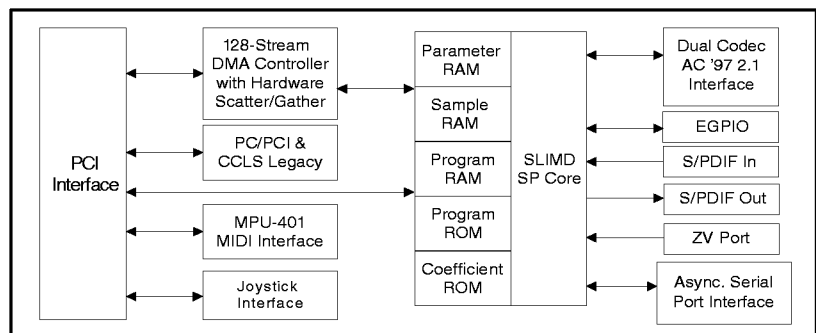 PCI
Interface
128-Stream
DMA Controller
with Hardware
Scatter/Gather
PC/PCI &
CCLS Legacy
MPU-401
MIDI Interface
Joystick
Interface
Parameter
RAM
Sample
RAM
Program
RAM
Program
ROM
Coefficient
ROM
SLIMD
SP Core
Dual Codec
AC '97 2.1
Interface
EGPIO
S/PDIF In
S/PDIF Out
ZV Port
Async. Serial
Port Interface